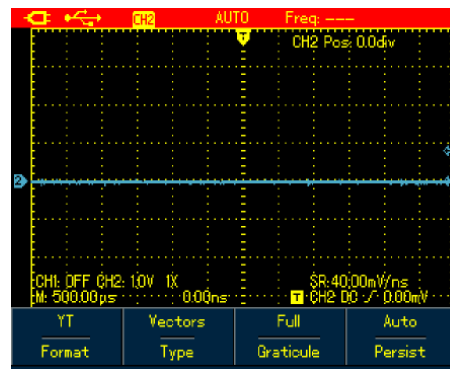 CH2 AUTO Freq: ----
T
CH2 Pos: 0.0div
2
CH1: OFF CH2: 1.0V 1X SR:40.00mV/ns
M: 500.00μs 0.00ns T CH2 DC 0.00mV
YT Vectors Full Auto
Format Type Graticule Persist